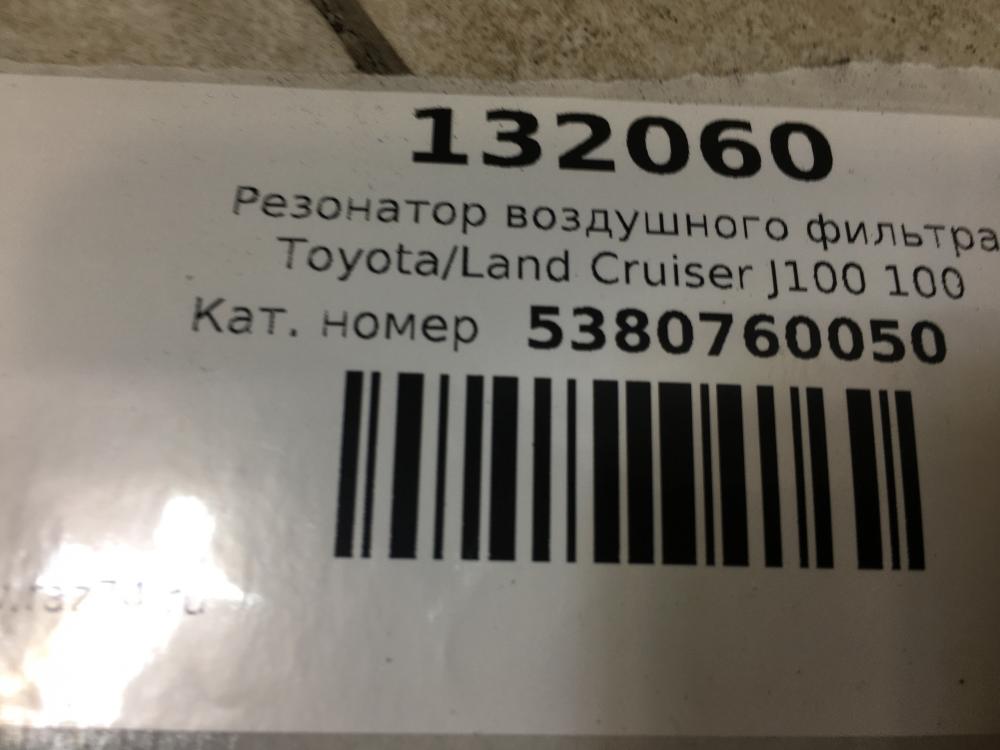 132060
Резонатор воздушного фильтра
Toyota/Land Cruiser J100 100
Кат. номер 5380760050